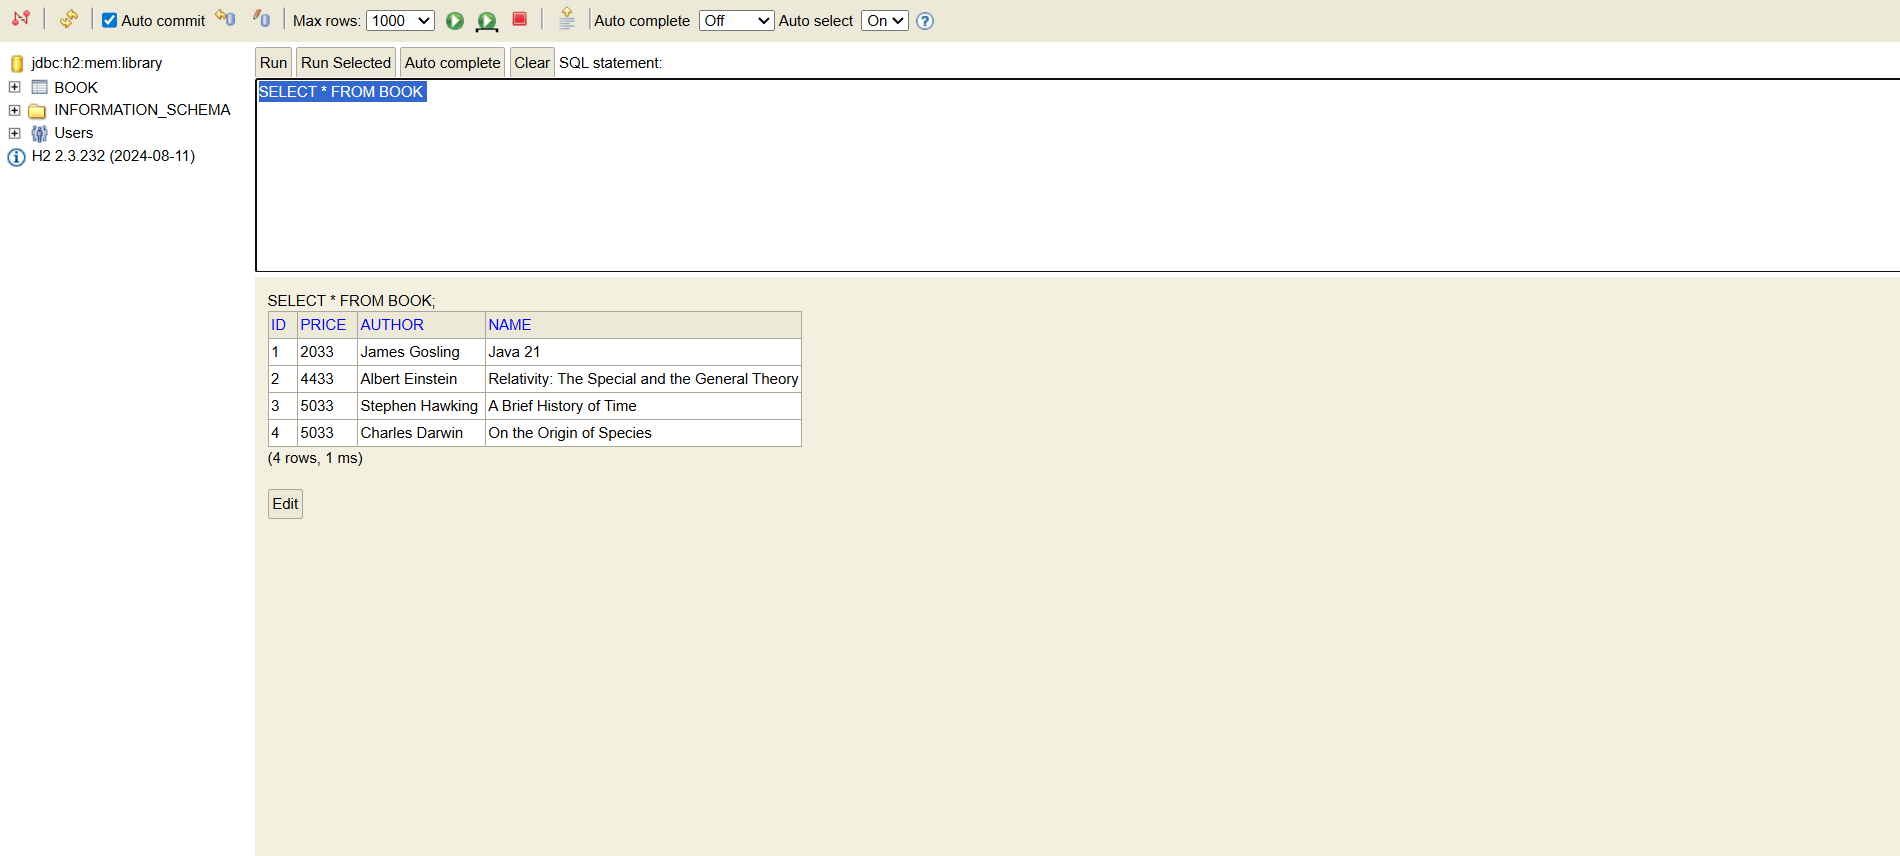 Auto commit Max rows: 1000 Auto complete Off Auto select On ?
jdbc:h2:mem:library
BOOK
INFORMATION_SCHEMA
Users
H2 2.3.232 (2024-08-11)
Run Run Selected Auto complete Clear SQL statement:
SELECT * FROM BOOK
SELECT * FROM BOOK;
ID PRICE AUTHOR NAME
1 2033 James Gosling Java 21
2 4433 Albert Einstein Relativity: The Special and the General Theory
3 5033 Stephen Hawking A Brief History of Time
4 5033 Charles Darwin On the Origin of Species
(4 rows, 1 ms)
Edit